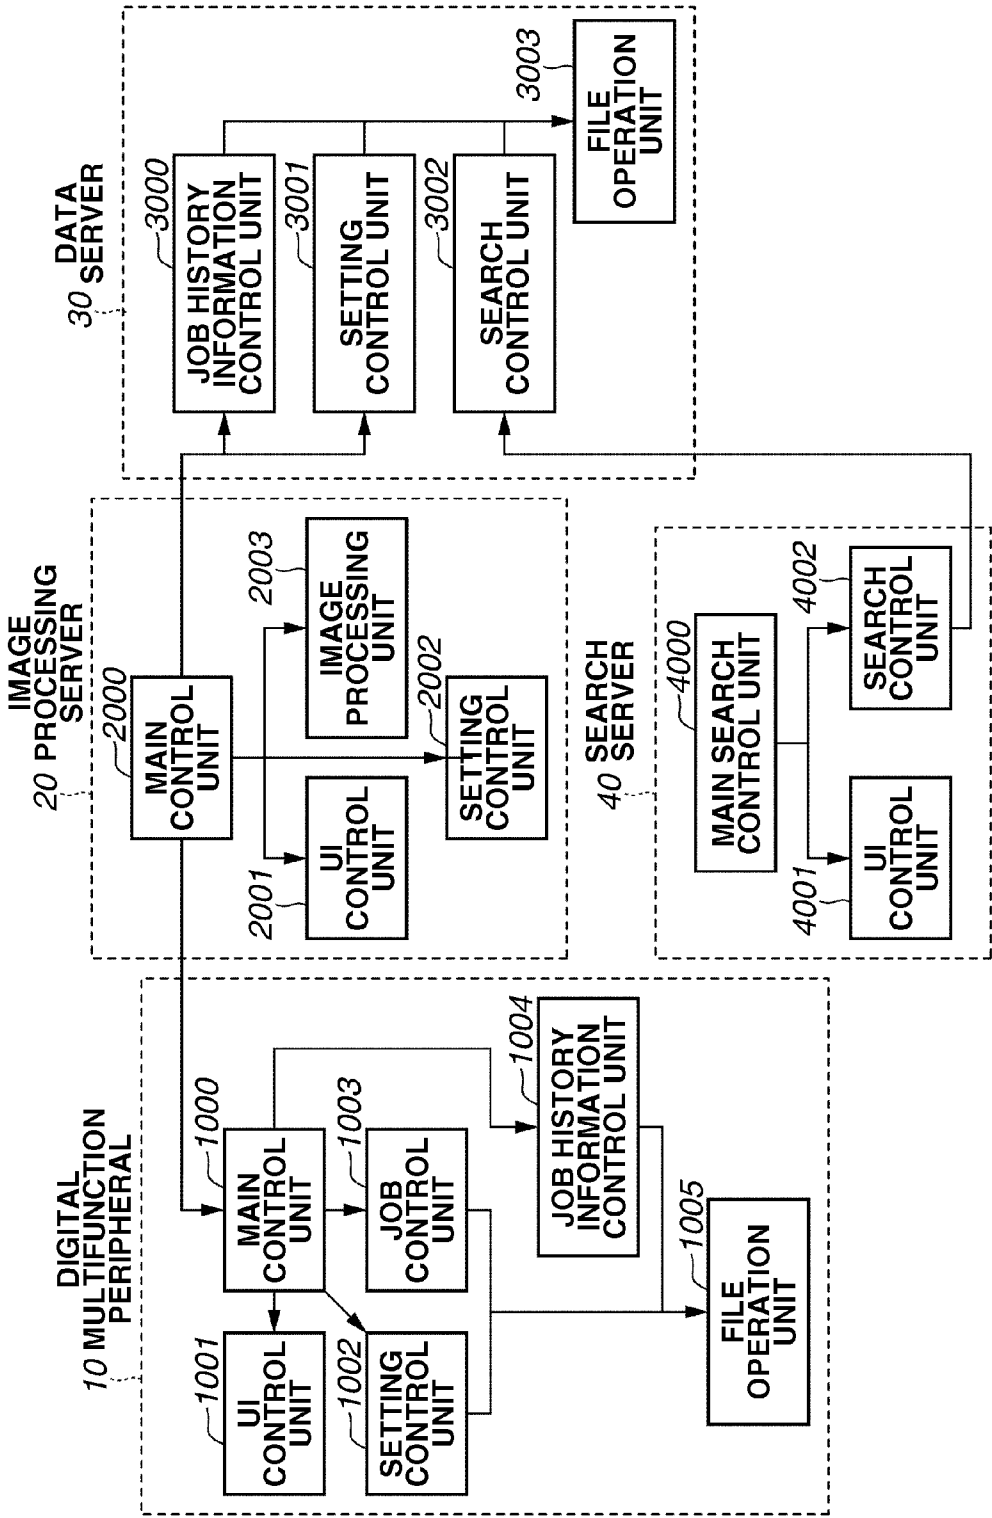 DIGITAL
10 MULTIFUNCTION
PERIPHERAL
1000
MAIN
CONTROL
UNIT
1001
UI
CONTROL
UNIT
1002
SETTING
CONTROL
UNIT
1003
JOB
CONTROL
UNIT
1004
JOB HISTORY
INFORMATION
CONTROL UNIT
1005
FILE
OPERATION
UNIT
IMAGE
20 PROCESSING
SERVER
2000
MAIN
CONTROL
UNIT
2001
UI
CONTROL
UNIT
2003
IMAGE
PROCESSING
UNIT
2002
SETTING
CONTROL
UNIT
DATA
30 SERVER
3000
JOB HISTORY
INFORMATION
CONTROL UNIT
3001
SETTING
CONTROL UNIT
3002
SEARCH
CONTROL UNIT
3003
FILE
OPERATION
UNIT
SEARCH
40 SERVER
4000
MAIN SEARCH
CONTROL UNIT
4001
UI
CONTROL
UNIT
4002
SEARCH
CONTROL
UNIT